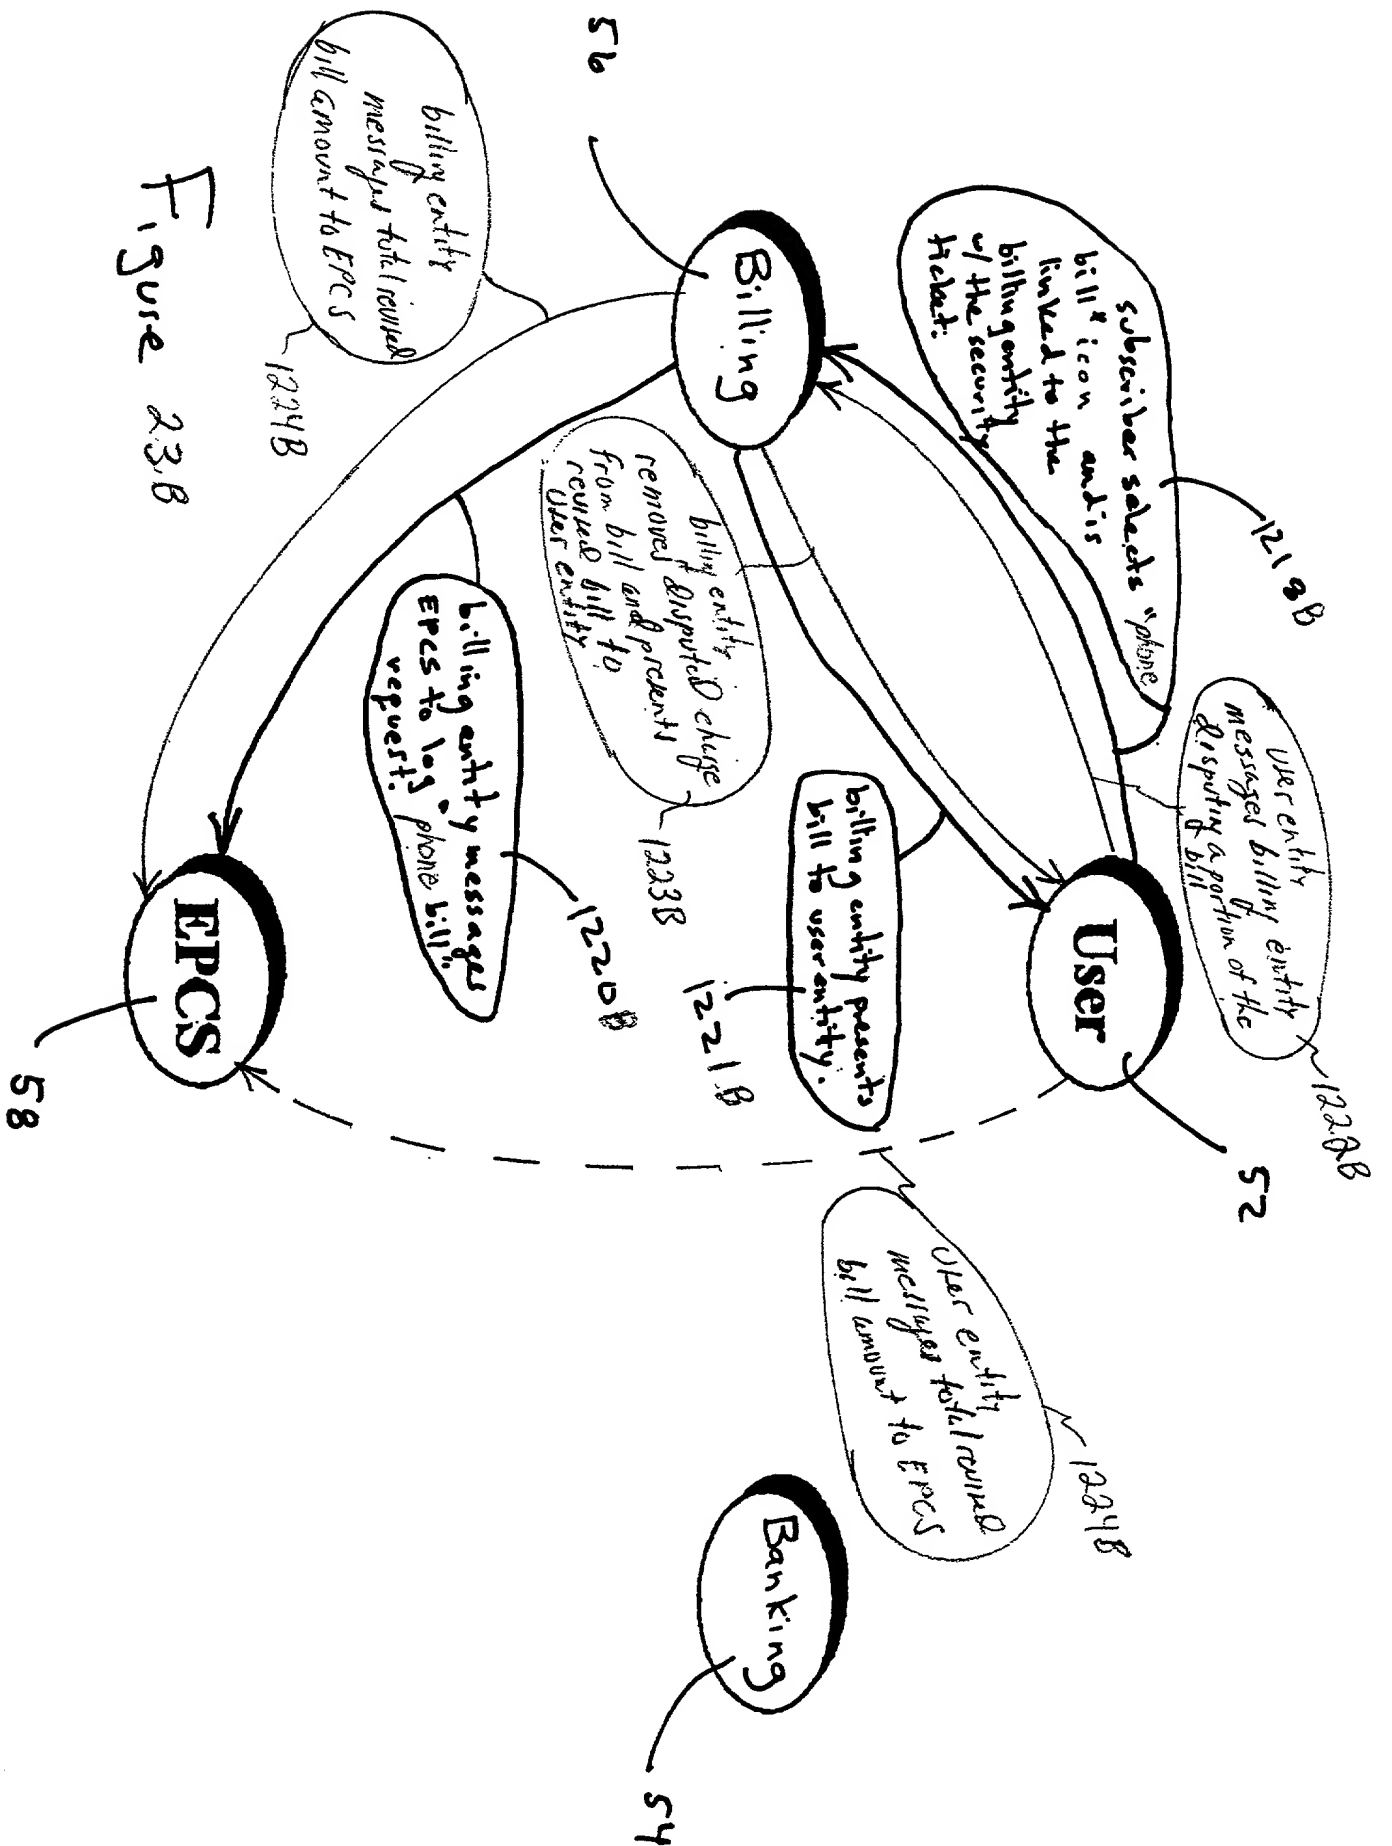 1218B
subscriber selects "phone
bill" icon and is
linked to the
billing entity
w/ the security
ticket.
User entity
messages billing entity
disputing a portion of the
bill
1222B
52
User
56
Billing
billing entity presents
bill to user entity.
1221B
User entity
messages total revised
bill amount to EPCS
1224B
billing entity
removes disputed charge
from bill and presents
revised bill to
User entity
1223B
Banking
54
billing entity messages
EPCS to log "phone bill"
request.
1220B
billing entity
messages total revised
bill amount to EPCS
1224B
EPCS
58
Figure 23B